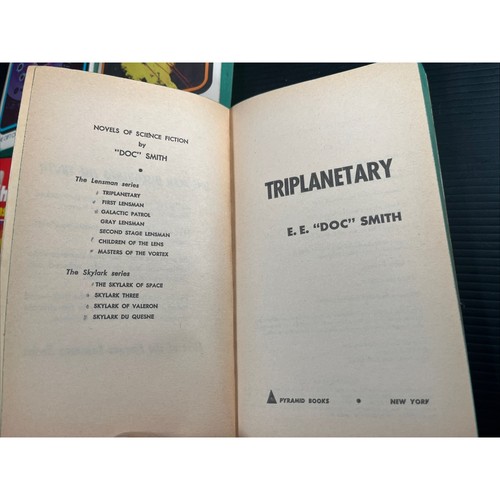 NOVELS OF SCIENCE FICTION
by
"DOC" SMITH
The Lensman series
TRIPLANETARY
FIRST LENSMAN
GALACTIC PATROL
GRAY LENSMAN
SECOND STAGE LENSMAN
CHILDREN OF THE LENS
MASTERS OF THE VORTEX
The Skylark series
THE SKYLARK OF SPACE
SKYLARK THREE
SKYLARK OF VALERON
SKYLARK DU QUESNE
TRIPLANETARY
E. E. "DOC" SMITH
PYRAMID BOOKS • NEW YORK